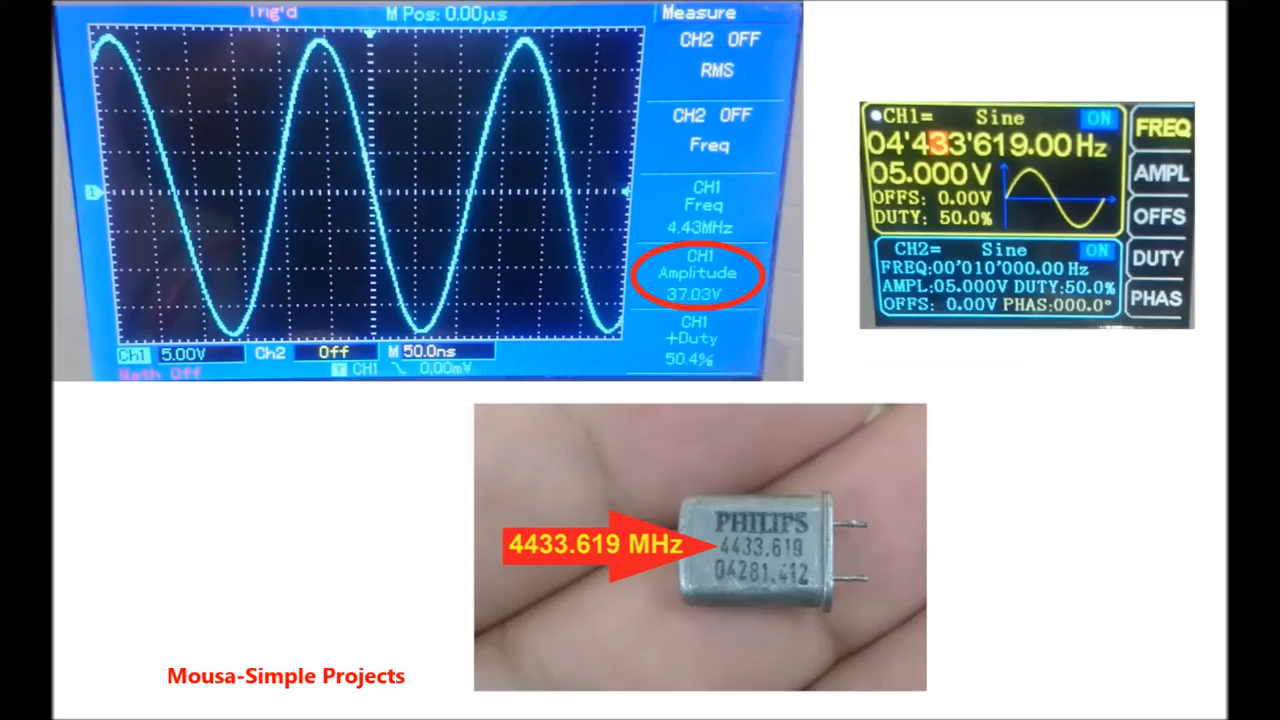 Trig'd
M Pos: 0.00µs
Measure
CH2 OFF
RMS
CH2 OFF
Freq
CH1
Freq
4.43MHz
CH1
Amplitude
37.03V
CH1
+Duty
50.4%
1
Ch1 5.00V Ch2 Off M 50.0ns
Math Off
T CH1 0.00mV
CH1= Sine ON
04'433'619.00 Hz
05.000V
OFFS: 0.00V
DUTY: 50.0%
CH2= Sine ON
FREQ:00'010'000.00 Hz
AMPL:05.000V DUTY:50.0%
OFFS: 0.00V PHAS:000.0°
FREQ
AMPL
OFFS
DUTY
PHAS
4433.619 MHz
PHILIPS
4433.619
04281.412
Mousa-Simple Projects